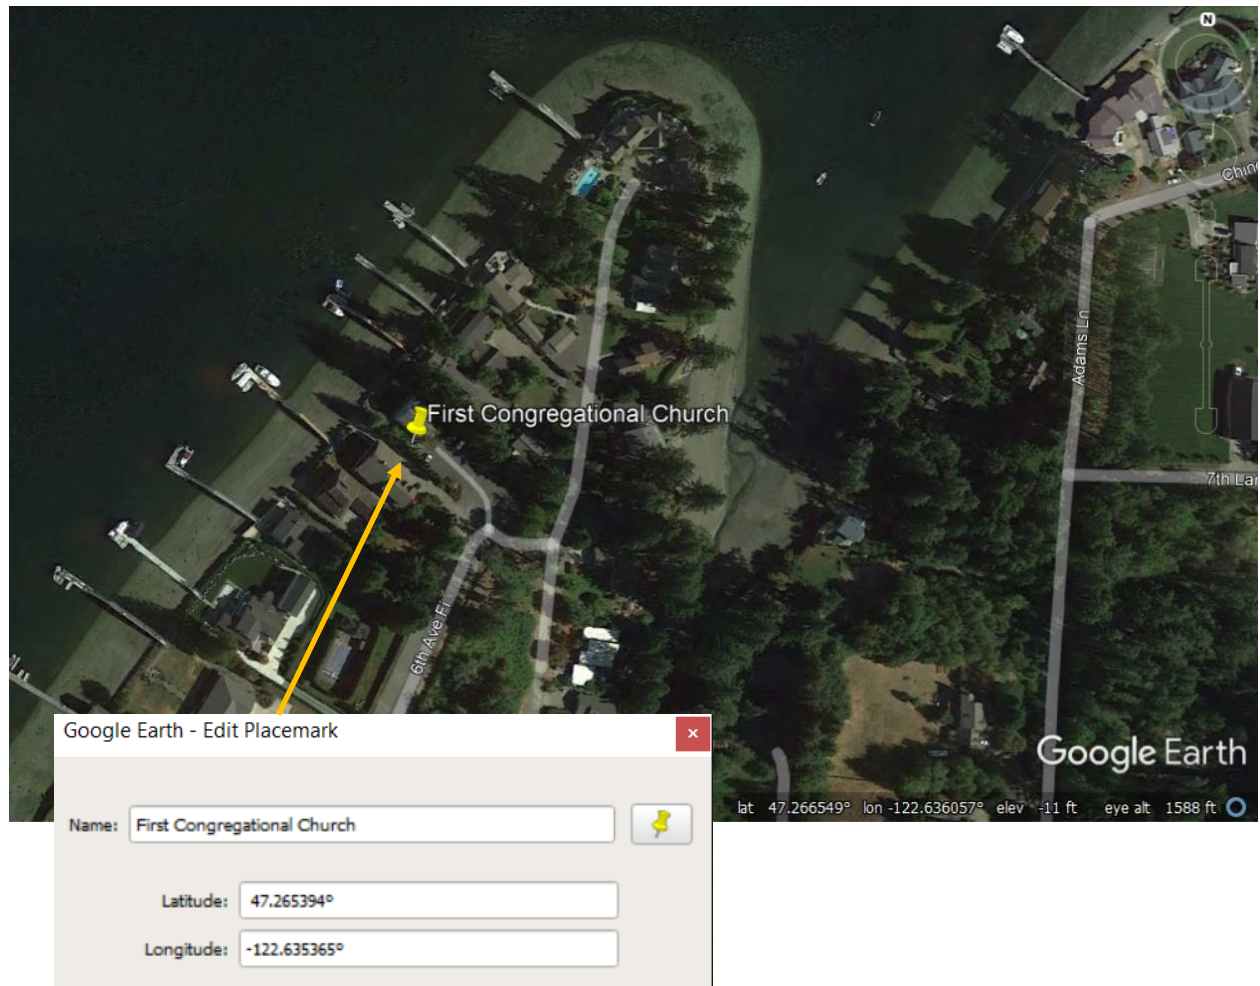 N
Chino
Adams Ln
First Congregational Church
7th Lan
6th Ave Fi
Google Earth
lat 47.266549° lon -122.636057° elev -11 ft eye alt 1588 ft
Google Earth - Edit Placemark
×
Name: First Congregational Church
Latitude: 47.265394°
Longitude: -122.635365°